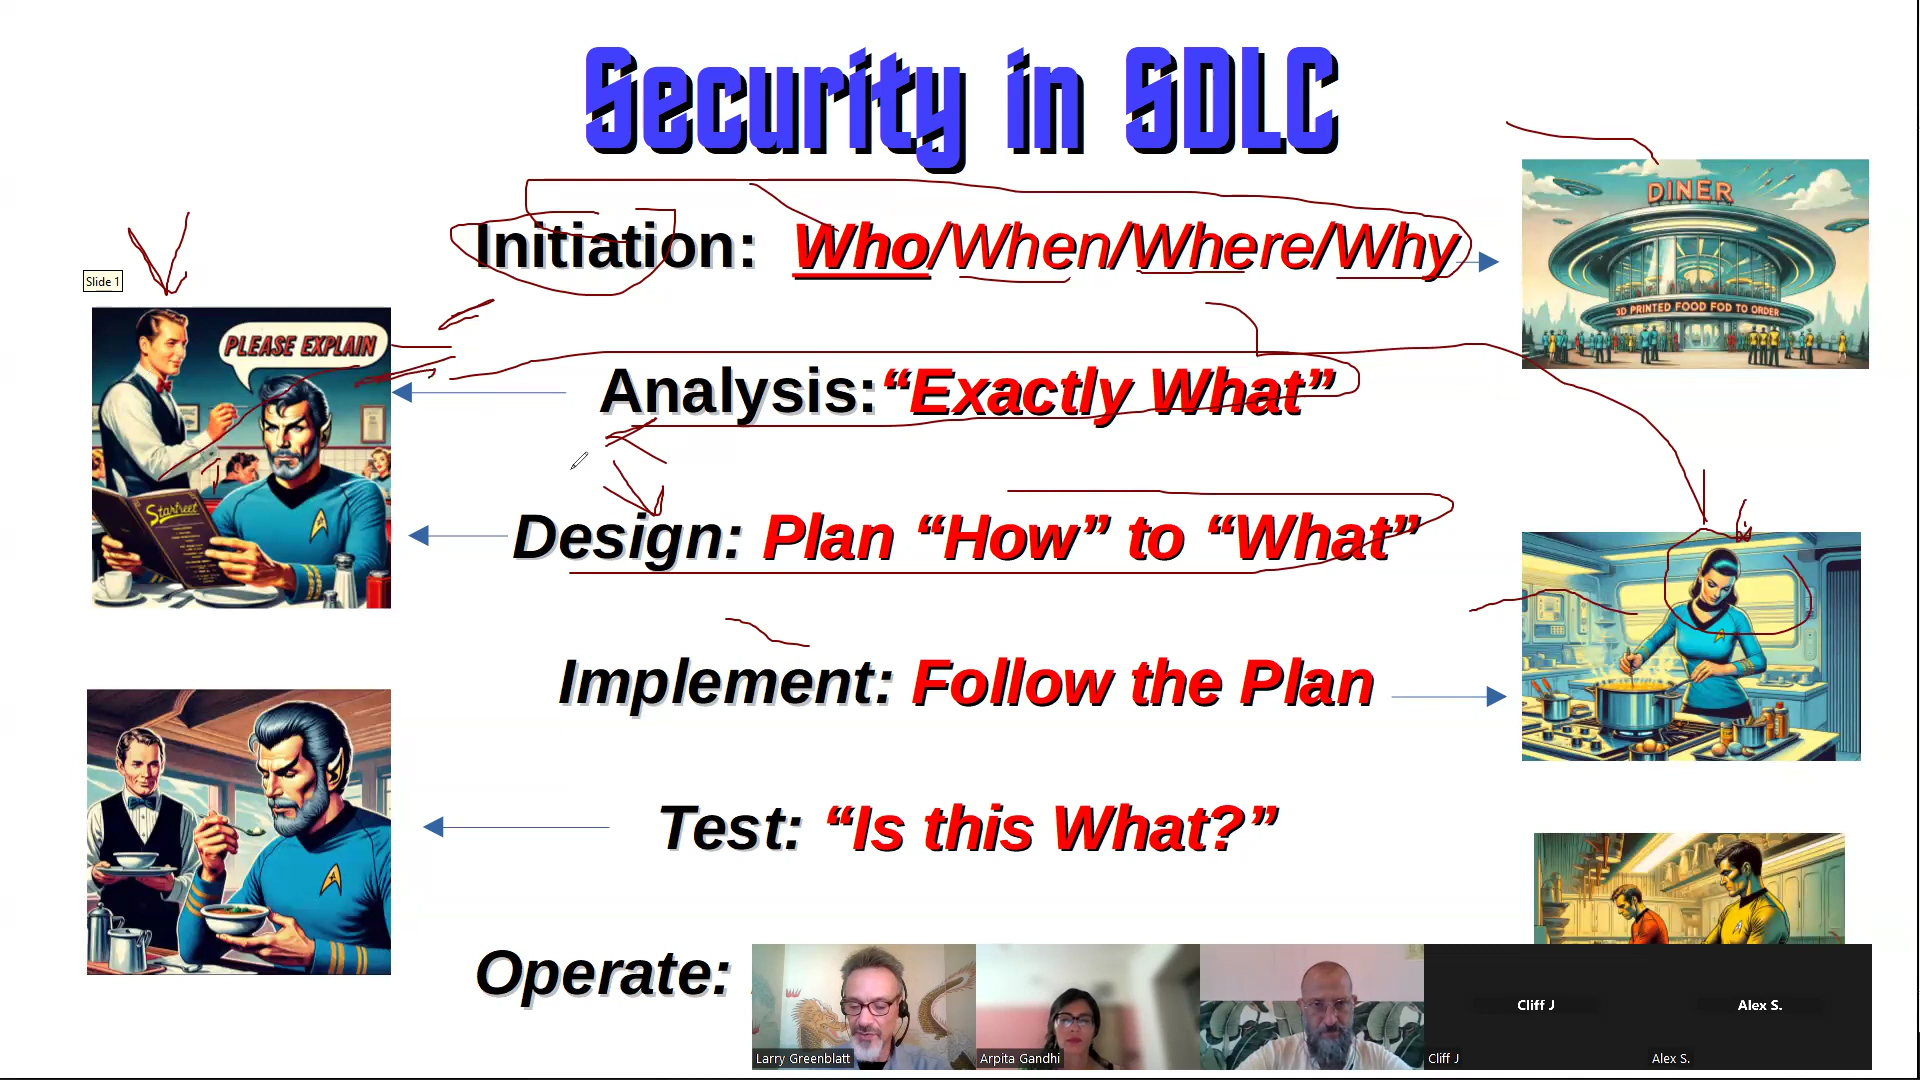 Security in SDLC
DINER
Initiation: Who/When/Where/Why
Slide 1
3D PRINTED FOOD FOD TO ORDER
PLEASE EXPLAIN
Analysis: “Exactly What”
Starfreet
Design: Plan “How” to “What”
Implement: Follow the Plan
Test: “Is this What?”
Operate:
Cliff J
Alex S.
Larry Greenblatt
Arpita Gandhi
Cliff J
Alex S.